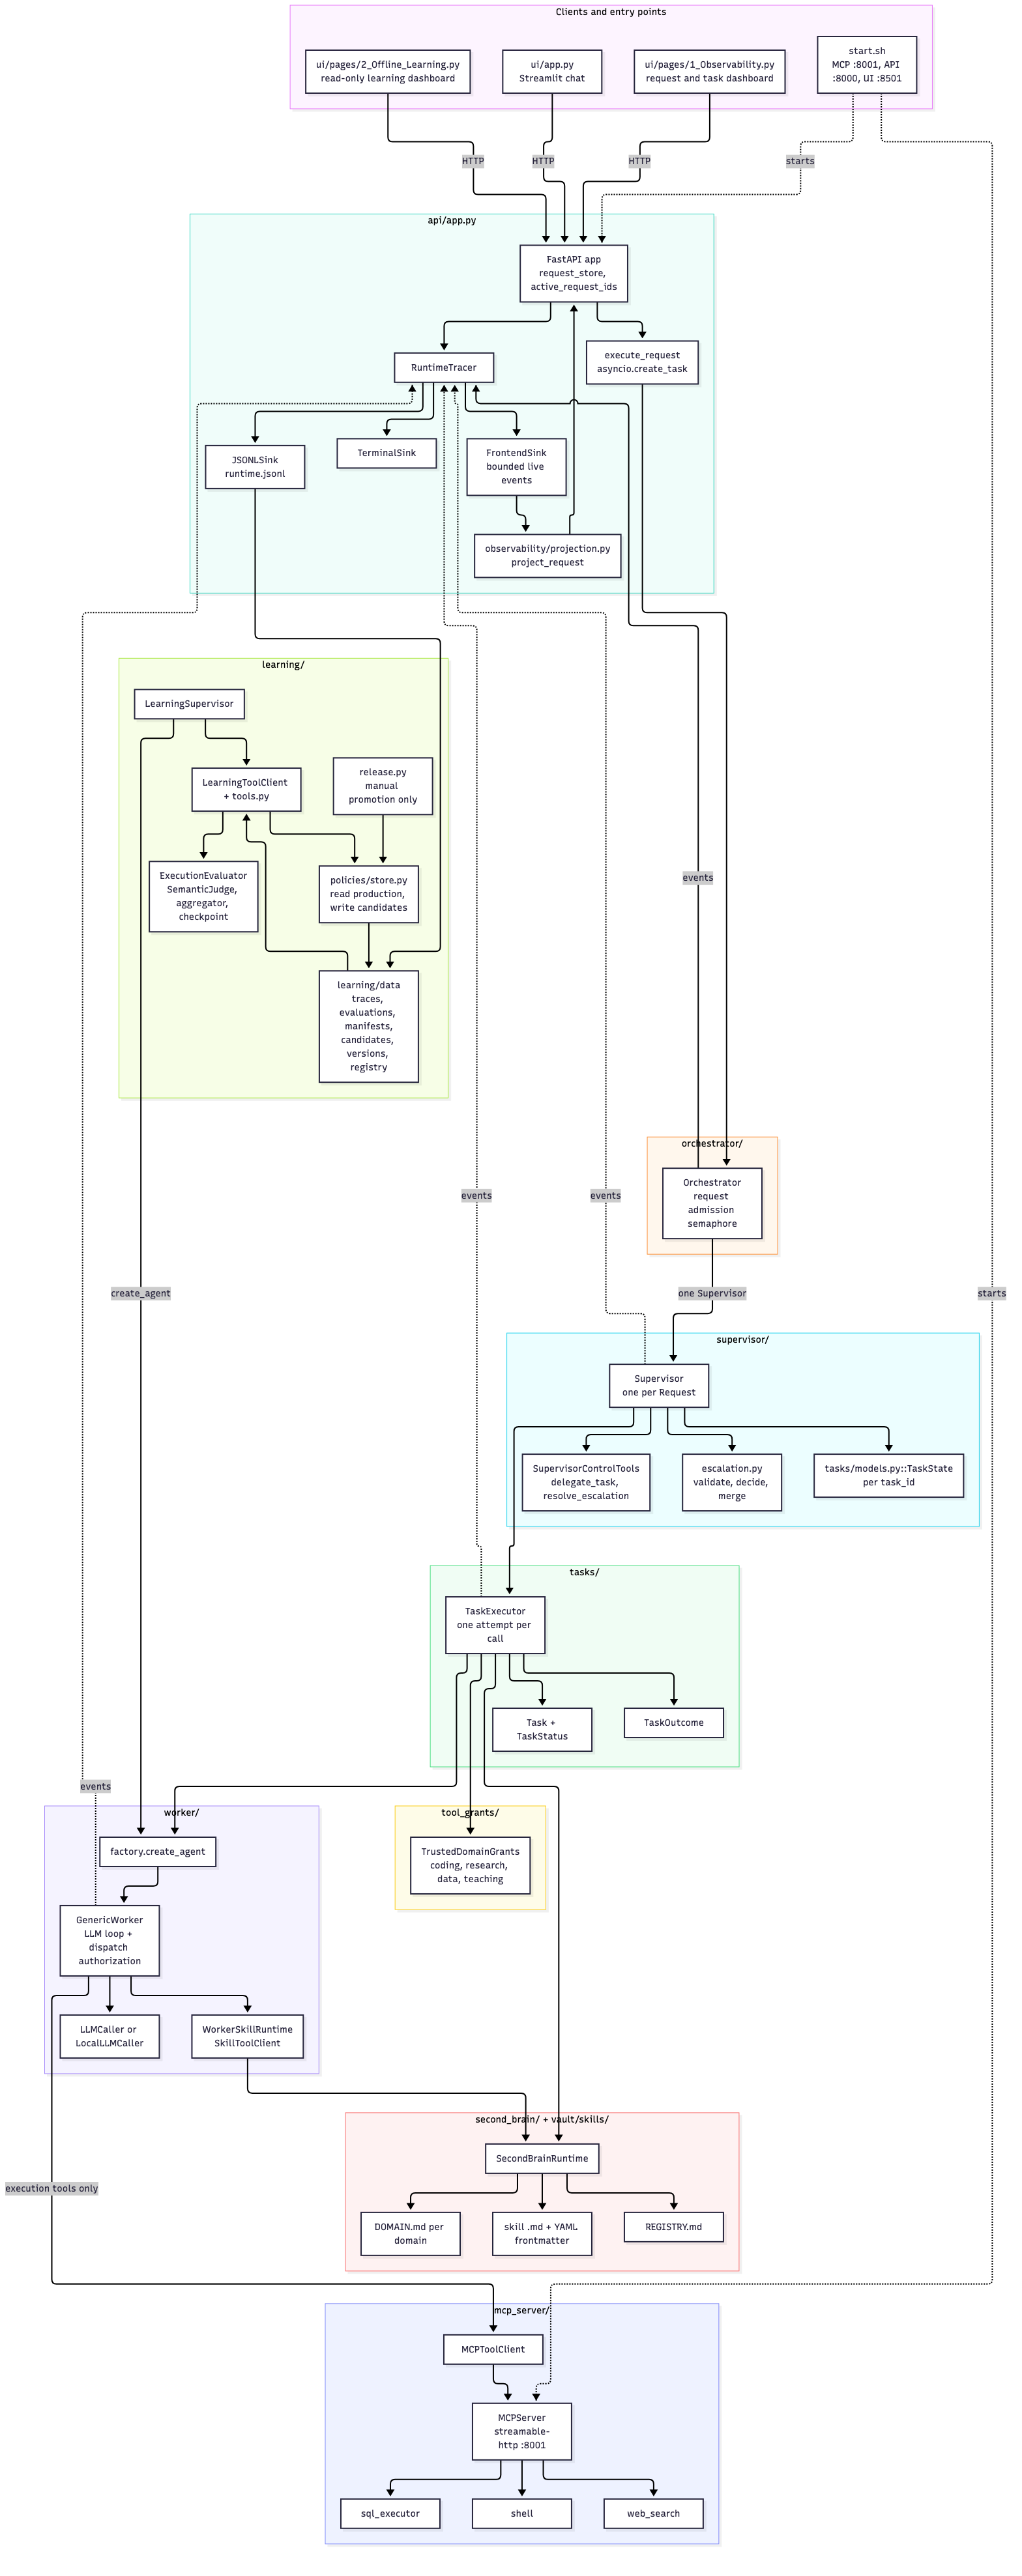 Clients and entry points
ui/pages/2_Offline_Learning.py
read-only learning dashboard
ui/app.py
Streamlit chat
ui/pages/1_Observability.py
request and task dashboard
start.sh
MCP :8001, API
:8000, UI :8501
HTTP
HTTP
HTTP
starts
api/app.py
FastAPI app
request_store,
active_request_ids
RuntimeTracer
execute_request
asyncio.create_task
JSONLSink
runtime.jsonl
TerminalSink
FrontendSink
bounded live
events
observability/projection.py
project_request
learning/
LearningSupervisor
LearningToolClient
+ tools.py
release.py
manual
promotion only
ExecutionEvaluator
SemanticJudge,
aggregator,
checkpoint
policies/store.py
read production,
write candidates
events
learning/data
traces,
evaluations,
manifests,
candidates,
versions,
registry
orchestrator/
Orchestrator
request
admission
semaphore
events
events
create_agent
one Supervisor
starts
supervisor/
Supervisor
one per Request
SupervisorControlTools
delegate_task,
resolve_escalation
escalation.py
validate, decide,
merge
tasks/models.py::TaskState
per task_id
tasks/
TaskExecutor
one attempt per
call
Task +
TaskStatus
TaskOutcome
events
worker/
factory.create_agent
GenericWorker
LLM loop +
dispatch
authorization
LLMCaller or
LocalLLMCaller
WorkerSkillRuntime
SkillToolClient
tool_grants/
TrustedDomainGrants
coding, research,
data, teaching
second_brain/ + vault/skills/
SecondBrainRuntime
execution tools only
DOMAIN.md per
domain
skill .md + YAML
frontmatter
REGISTRY.md
mcp_server/
MCPToolClient
MCPServer
streamable-
http :8001
sql_executor
shell
web_search